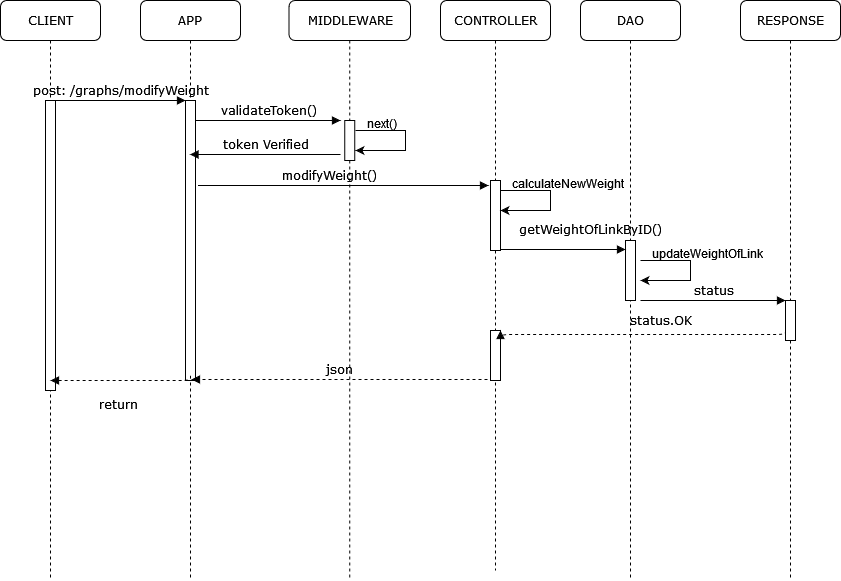 CLIENT
APP
MIDDLEWARE
CONTROLLER
DAO
RESPONSE
post: /graphs/modifyWeight
validateToken()
next()
token Verified
modifyWeight()
calculateNewWeight
getWeightOfLinkByID()
updateWeightOfLink
status
status.OK
json
return